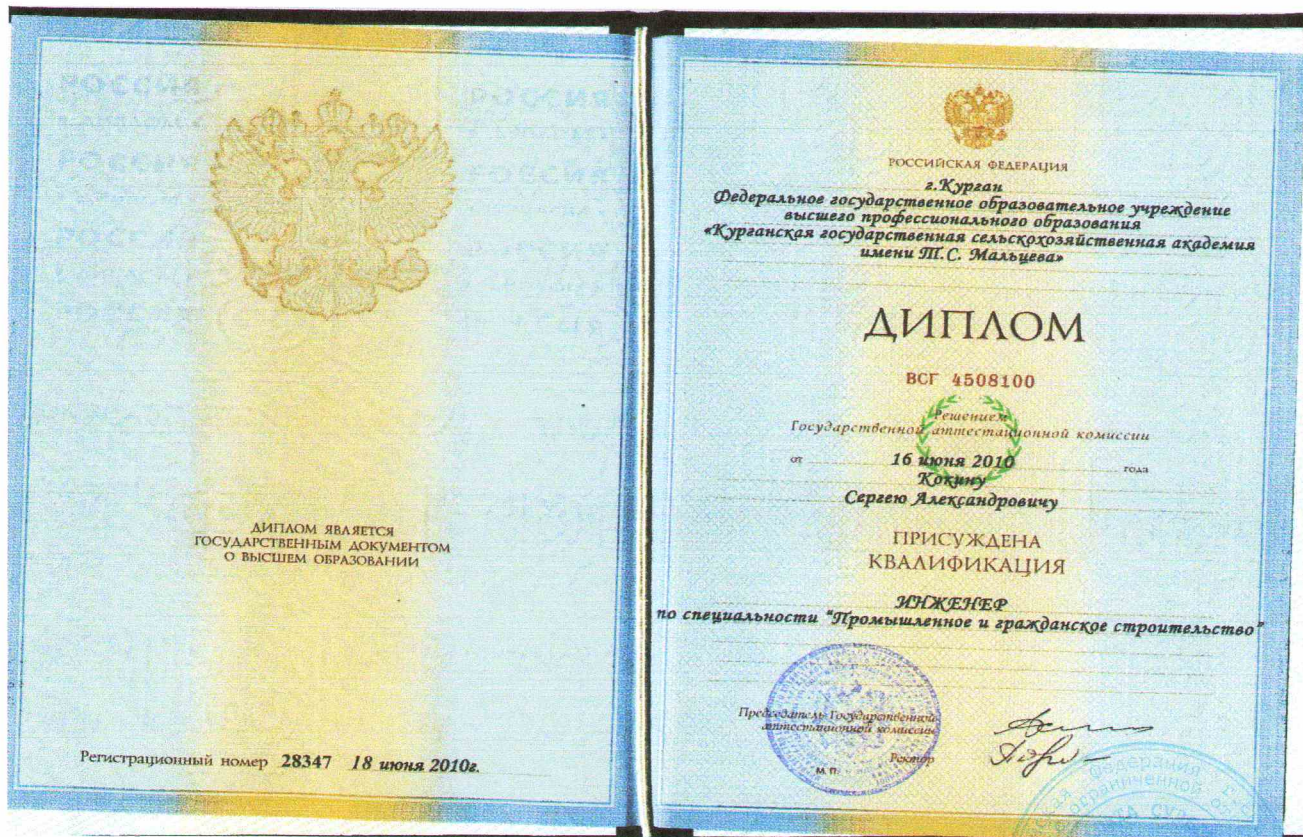 ДИПЛОМ ЯВЛЯЕТСЯ
ГОСУДАРСТВЕННЫМ ДОКУМЕНТОМ
О ВЫСШЕМ ОБРАЗОВАНИИ
Регистрационный номер 28347 18 июня 2010г.
РОССИЙСКАЯ ФЕДЕРАЦИЯ
г.Курган
Федеральное государственное образовательное учреждение
высшего профессионального образования
«Курганская государственная сельскохозяйственная академия
имени Т.С. Мальцева»
ДИПЛОМ
ВСГ 4508100
Решением
Государственной аттестационной комиссии
от 16 июня 2010 года
Кокину
Сергею Александровичу
ПРИСУЖДЕНА
КВАЛИФИКАЦИЯ
ИНЖЕНЕР
по специальности "Промышленное и гражданское строительство"
Председатель Государственной
аттестационной комиссии
Ректор
М.П.